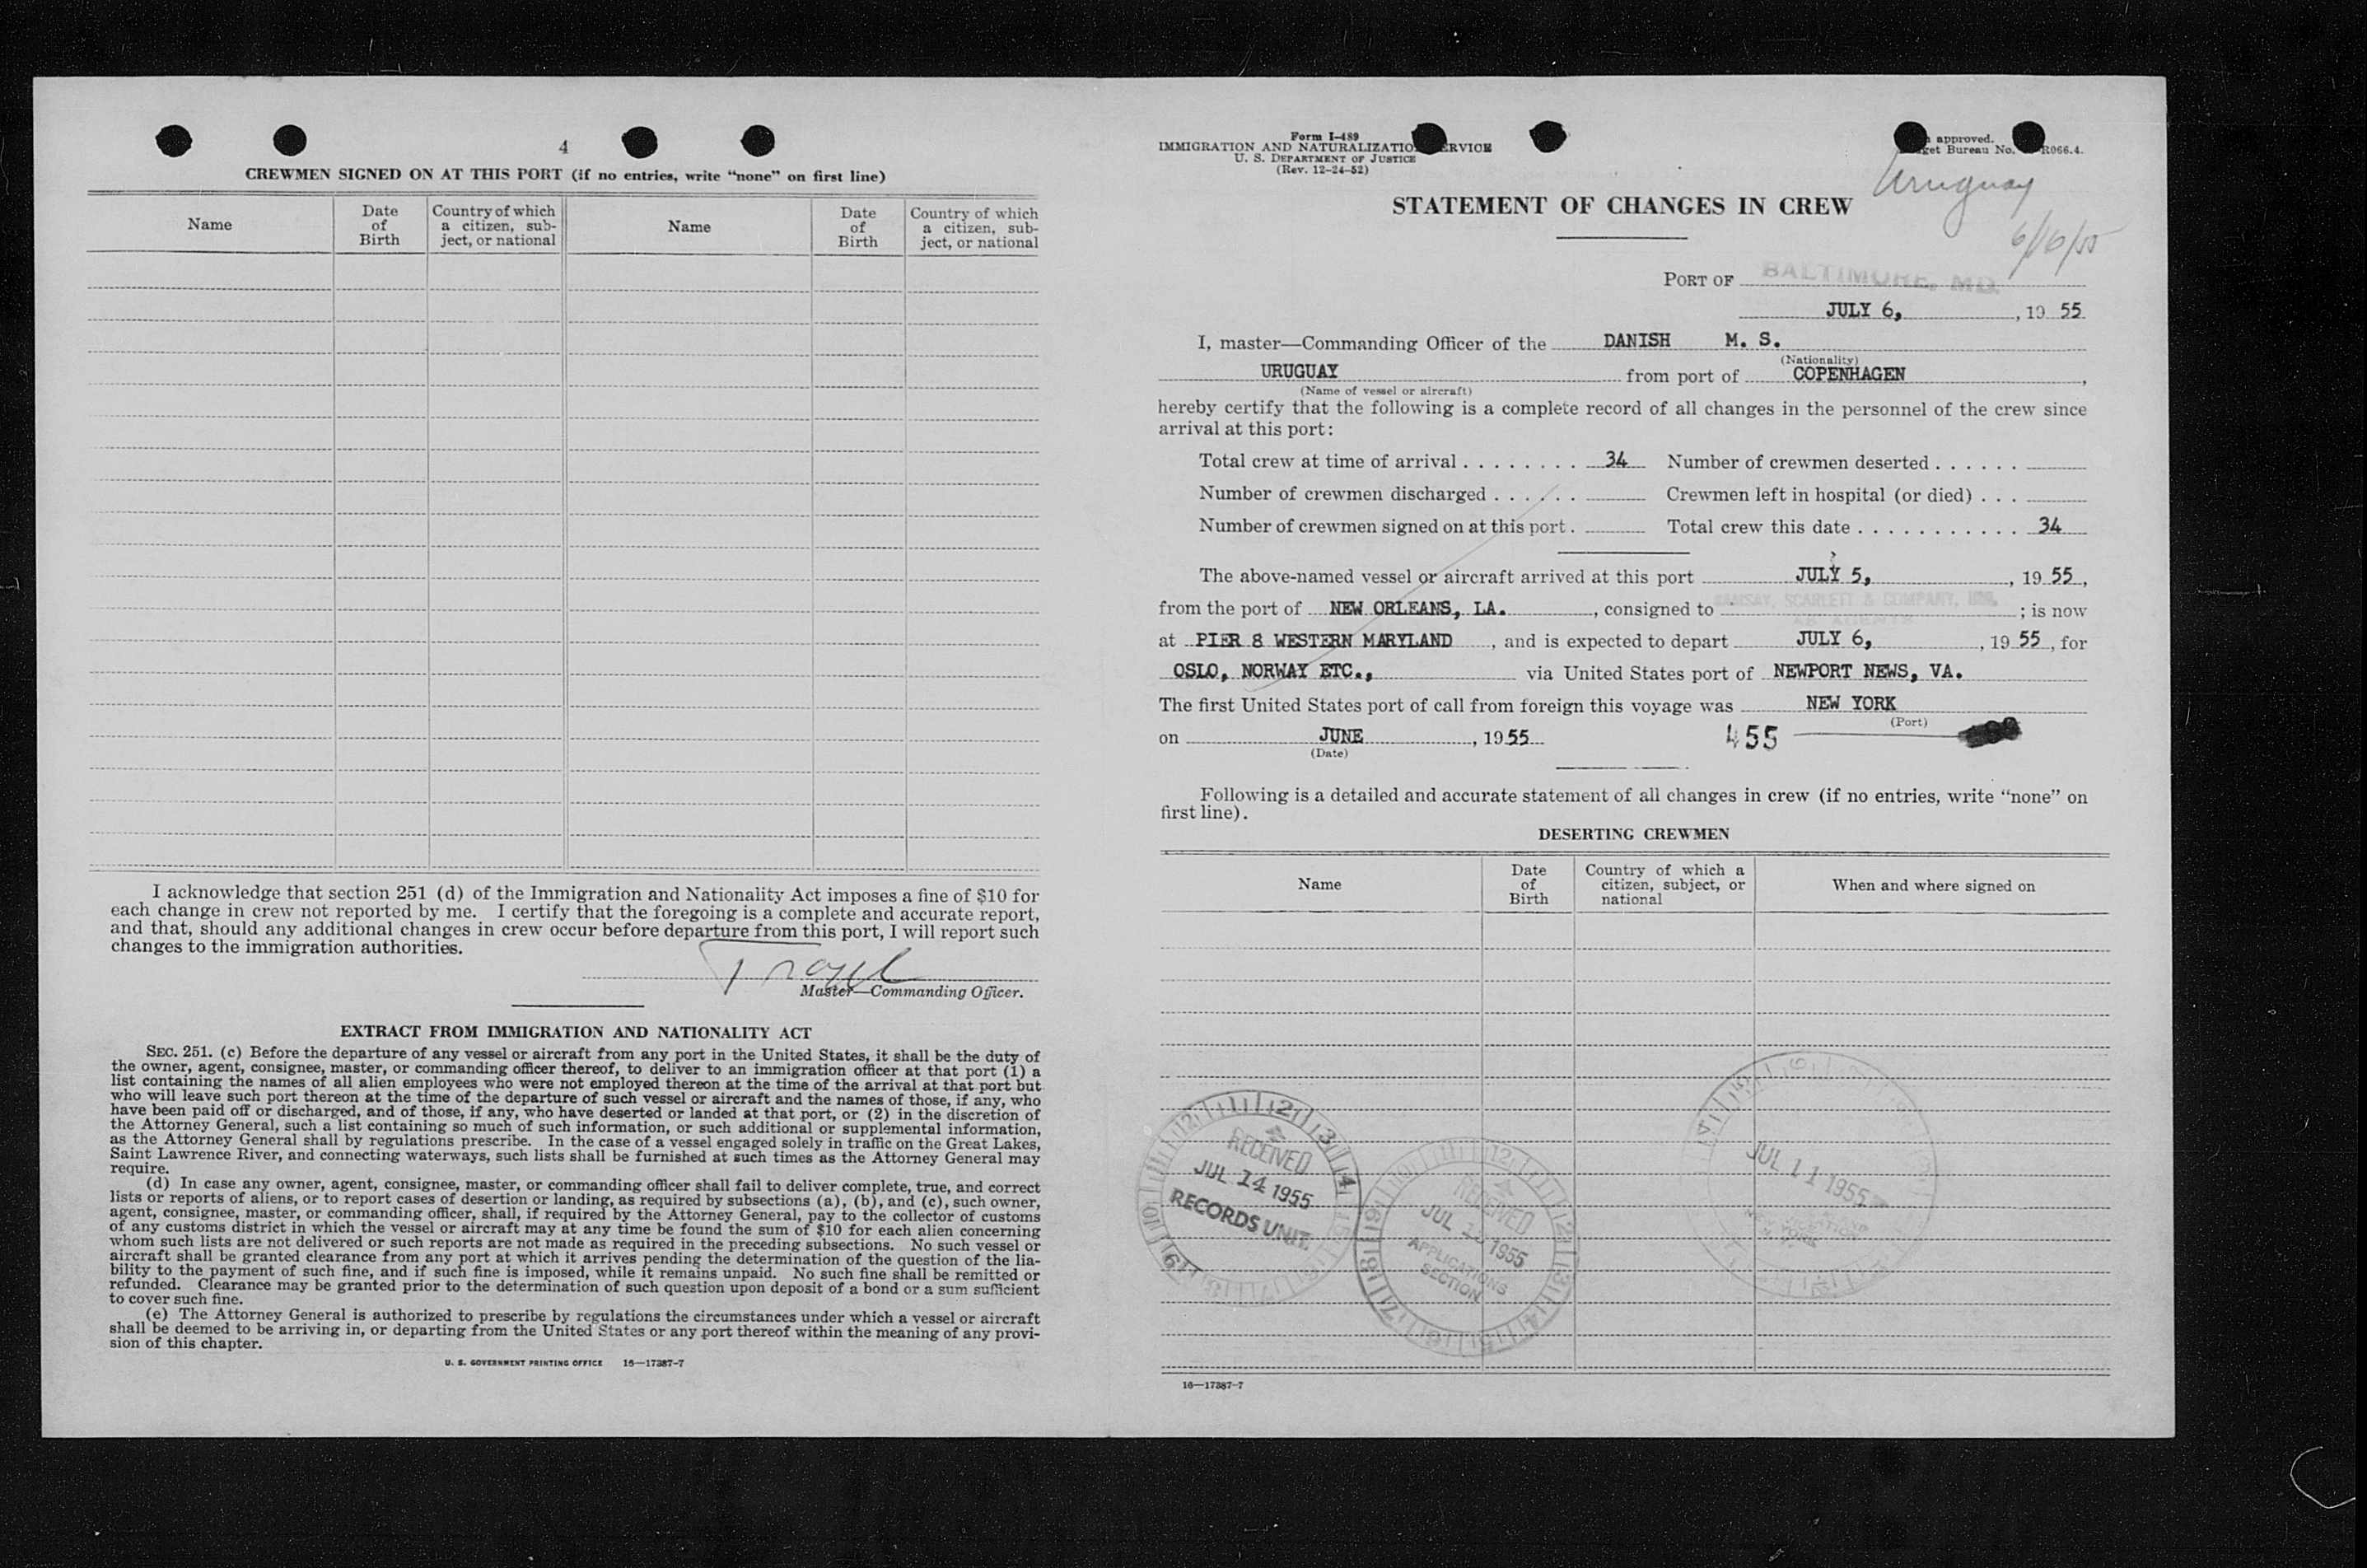 4
CREWMEN SIGNED ON AT THIS PORT (if no entries, write “none” on first line)
Name
Date of Birth
Country of which a citizen, sub-ject, or national
Name
Date of Birth
Country of which a citizen, sub-ject, or national
I acknowledge that section 251 (d) of the Immigration and Nationality Act imposes a fine of $10 for
each change in crew not reported by me. I certify that the foregoing is a complete and accurate report,
and that, should any additional changes in crew occur before departure from this port, I will report such
changes to the immigration authorities.
Master—Commanding Officer.
EXTRACT FROM IMMIGRATION AND NATIONALITY ACT
SEC. 251. (c) Before the departure of any vessel or aircraft from any port in the United States, it shall be the duty of
the owner, agent, consignee, master, or commanding officer thereof, to deliver to an immigration officer at that port (1) a
list containing the names of all alien employees who were not employed thereon at the time of the arrival at that port but
who will leave such port thereon at the time of the departure of such vessel or aircraft and the names of those, if any, who
have been paid off or discharged, and of those, if any, who have deserted or landed at that port, or (2) in the discretion of
the Attorney General, such a list containing so much of such information, or such additional or supplemental information,
as the Attorney General shall by regulations prescribe. In the case of a vessel engaged solely in traffic on the Great Lakes,
Saint Lawrence River, and connecting waterways, such lists shall be furnished at such times as the Attorney General may
require.
(d) In case any owner, agent, consignee, master, or commanding officer shall fail to deliver complete, true, and correct
lists or reports of aliens, or to report cases of desertion or landing, as required by subsections (a), (b), and (c), such owner,
agent, consignee, master, or commanding officer, shall, if required by the Attorney General, pay to the collector of customs
of any customs district in which the vessel or aircraft may at any time be found the sum of $10 for each alien concerning
whom such lists are not delivered or such reports are not made as required in the preceding subsections. No such vessel or
aircraft shall be granted clearance from any port at which it arrives pending the determination of the question of the lia-
bility to the payment of such fine, and if such fine is imposed, while it remains unpaid. No such fine shall be remitted or
refunded. Clearance may be granted prior to the determination of such question upon deposit of a bond or a sum sufficient
to cover such fine.
(e) The Attorney General is authorized to prescribe by regulations the circumstances under which a vessel or aircraft
shall be deemed to be arriving in, or departing from the United States or any port thereof within the meaning of any provi-
sion of this chapter.
U. S. GOVERNMENT PRINTING OFFICE 16—17387-7
Form I-489
IMMIGRATION AND NATURALIZATIO RVICE
U. S. DEPARTMENT OF JUSTICE
(Rev. 12-24-52)
approved.
get Bureau No. R066.4.
Uruguay
6/16/55
STATEMENT OF CHANGES IN CREW
PORT OF BALTIMORE, MD.
JULY 6, , 19 55
I, master—Commanding Officer of the DANISH M. S.
(Nationality)
URUGUAY from port of COPENHAGEN ,
(Name of vessel or aircraft)
hereby certify that the following is a complete record of all changes in the personnel of the crew since
arrival at this port:
Total crew at time of arrival . . . . . . . . 34 Number of crewmen deserted . . . . . .
Number of crewmen discharged . . . . . . Crewmen left in hospital (or died) . . .
Number of crewmen signed on at this port . Total crew this date . . . . . . . . . . . 34
The above-named vessel or aircraft arrived at this port JULY 5, , 19 55 ,
from the port of NEW ORLEANS, LA. , consigned to RAMSAY, SCARLETT & COMPANY, INC. ; is now
AS AGENTS
at PIER 8 WESTERN MARYLAND , and is expected to depart JULY 6, , 19 55 , for
OSLO, NORWAY ETC., via United States port of NEWPORT NEWS, VA.
The first United States port of call from foreign this voyage was NEW YORK
(Port)
on JUNE , 19 55
(Date)
455
Following is a detailed and accurate statement of all changes in crew (if no entries, write “none” on
first line).
DESERTING CREWMEN
Name
Date of Birth
Country of which a citizen, subject, or national
When and where signed on
RECEIVED
JUL 14 1955
RECORDS UNIT.
RECEIVED
JUL 1955
APPLICATIONS
SECTION
JUL 11 1955
16—17387-7